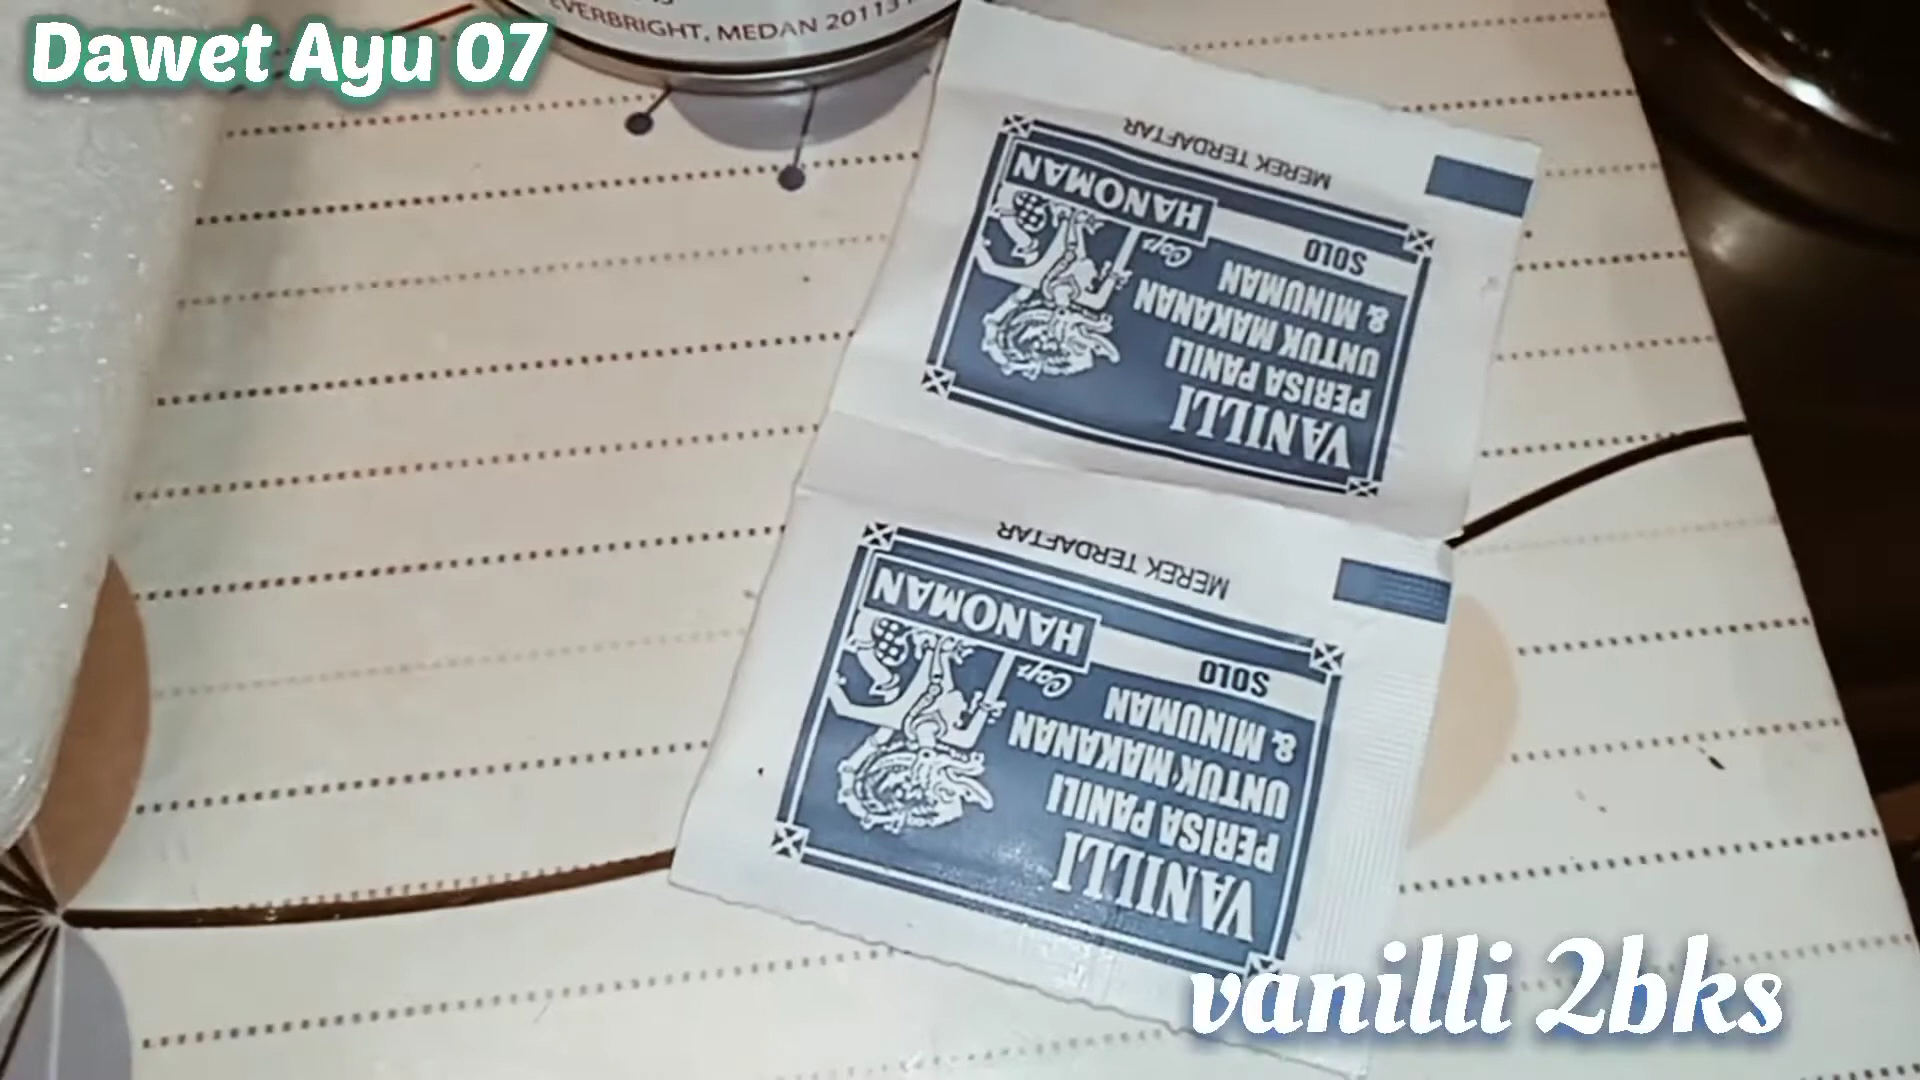 Dawet Ayu 07
EVERBRIGHT, MEDAN 20113
VANILLI
PERISA PANILI
UNTUK MAKANAN
& MINUMAN
SOLO
Cap
HANOMAN
MEREK TERDAFTAR
VANILLI
PERISA PANILI
UNTUK MAKANAN
& MINUMAN
SOLO
Cap
HANOMAN
MEREK TERDAFTAR
vanilli 2bks